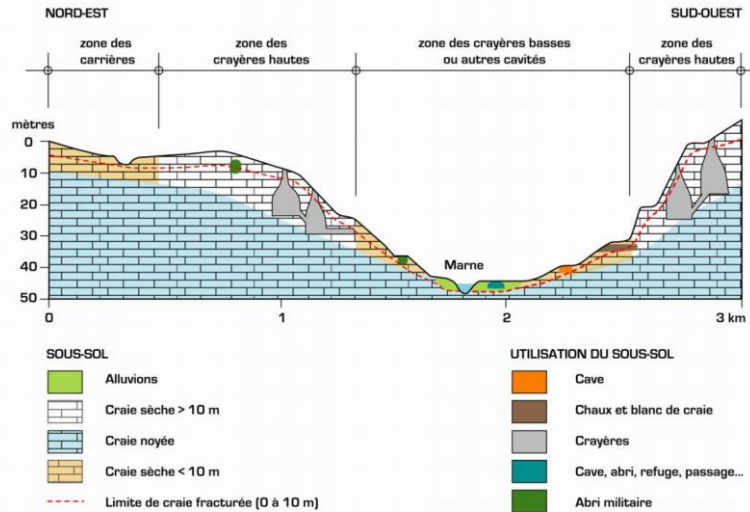 NORD-EST
SUD-OUEST
zone des
carrières
zone des
crayères hautes
zone des crayères basses
ou autres cavités
zone des
crayères hautes
mètres
0
10
20
30
40
50
Marne
0
1
2
3 km
SOUS-SOL
Alluvions
Craie sèche > 10 m
Craie noyée
Craie sèche < 10 m
Limite de craie fracturée (0 à 10 m)
UTILISATION DU SOUS-SOL
Cave
Chaux et blanc de craie
Crayères
Cave, abri, refuge, passage...
Abri militaire